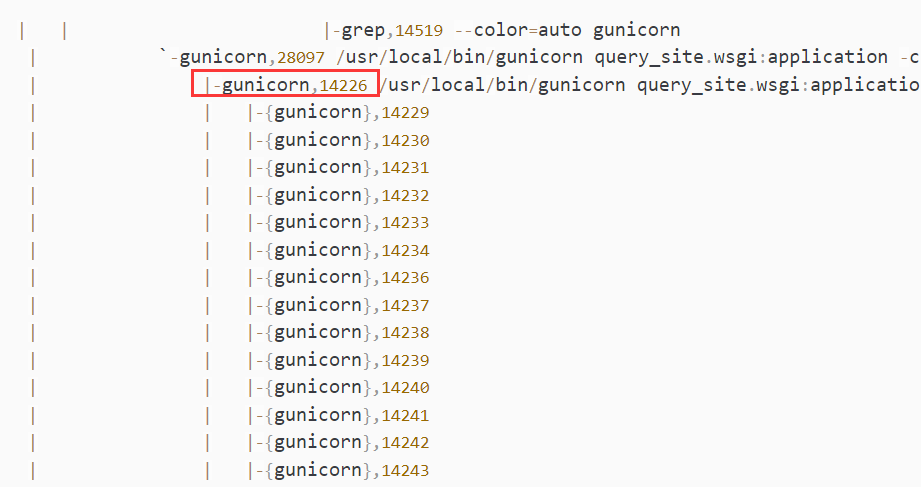 |   |                       |-grep,14519 --color=auto gunicorn
 |           `-gunicorn,28097 /usr/local/bin/gunicorn query_site.wsgi:application -c
 |               |-gunicorn,14226 /usr/local/bin/gunicorn query_site.wsgi:applicatio
 |               |   |-{gunicorn},14229
 |               |   |-{gunicorn},14230
 |               |   |-{gunicorn},14231
 |               |   |-{gunicorn},14232
 |               |   |-{gunicorn},14233
 |               |   |-{gunicorn},14234
 |               |   |-{gunicorn},14236
 |               |   |-{gunicorn},14237
 |               |   |-{gunicorn},14238
 |               |   |-{gunicorn},14239
 |               |   |-{gunicorn},14240
 |               |   |-{gunicorn},14241
 |               |   |-{gunicorn},14242
 |               |   |-{gunicorn},14243